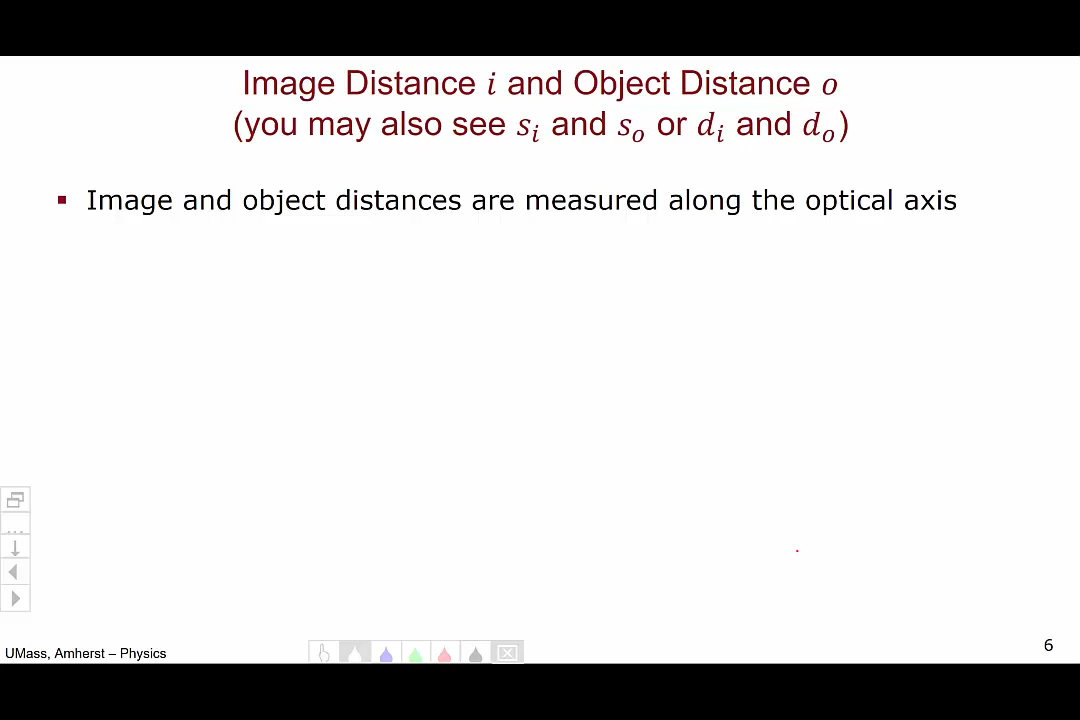 Image Distance 𝑖 and Object Distance 𝑜
(you may also see 𝑠ᵢ and 𝑠ₒ or 𝑑ᵢ and 𝑑ₒ)
▪ Image and object distances are measured along the optical axis
UMass, Amherst – Physics
6